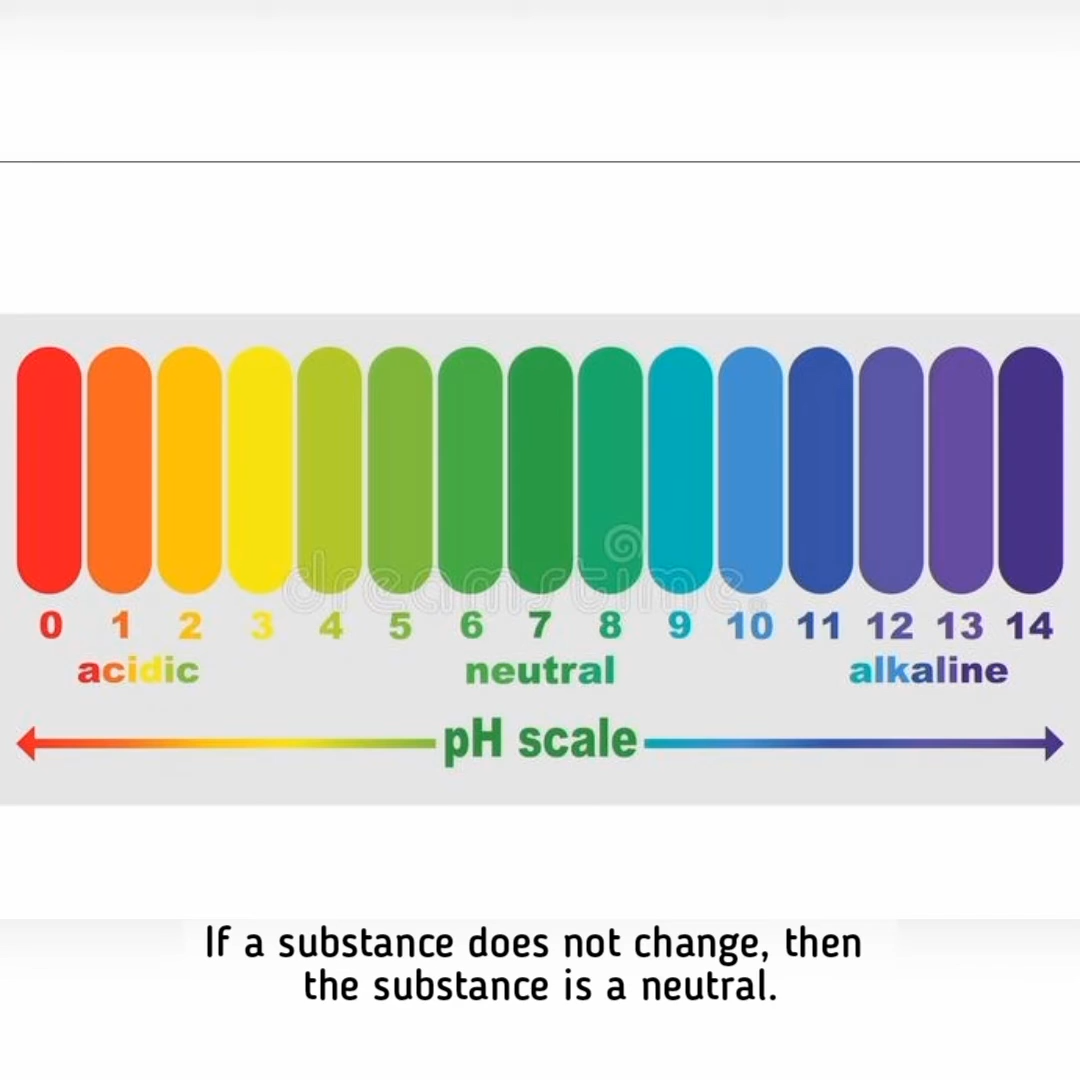 0 1 2 3 4 5 6 7 8 9 10 11 12 13 14
acidic neutral alkaline
pH scale
dreamstime
If a substance does not change, then
the substance is a neutral.